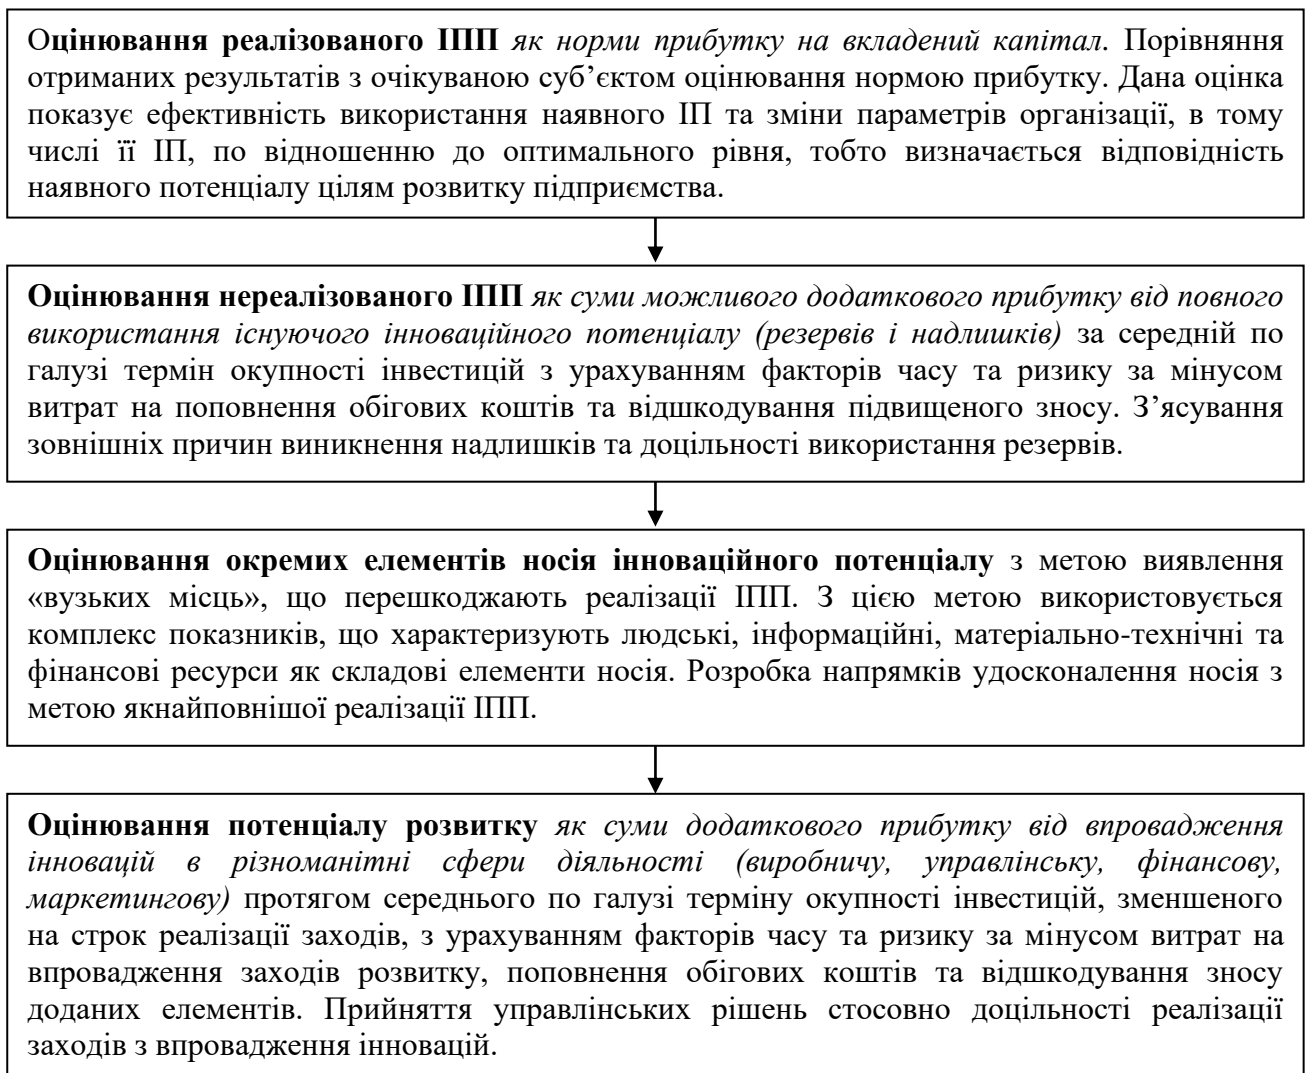 Оцінювання реалізованого ІПП як норми прибутку на вкладений капітал. Порівняння
отриманих результатів з очікуваною суб’єктом оцінювання нормою прибутку. Дана оцінка
показує ефективність використання наявного ІП та зміни параметрів організації, в тому
числі її ІП, по відношенню до оптимального рівня, тобто визначається відповідність
наявного потенціалу цілям розвитку підприємства.
Оцінювання нереалізованого ІПП як суми можливого додаткового прибутку від повного
використання існуючого інноваційного потенціалу (резервів і надлишків) за середній по
галузі термін окупності інвестицій з урахуванням факторів часу та ризику за мінусом
витрат на поповнення обігових коштів та відшкодування підвищеного зносу. З’ясування
зовнішніх причин виникнення надлишків та доцільності використання резервів.
Оцінювання окремих елементів носія інноваційного потенціалу з метою виявлення
«вузьких місць», що перешкоджають реалізації ІПП. З цією метою використовується
комплекс показників, що характеризують людські, інформаційні, матеріально-технічні та
фінансові ресурси як складові елементи носія. Розробка напрямків удосконалення носія з
метою якнайповнішої реалізації ІПП.
Оцінювання потенціалу розвитку як суми додаткового прибутку від впровадження
інновацій в різноманітні сфери діяльності (виробничу, управлінську, фінансову,
маркетингову) протягом середнього по галузі терміну окупності інвестицій, зменшеного
на строк реалізації заходів, з урахуванням факторів часу та ризику за мінусом витрат на
впровадження заходів розвитку, поповнення обігових коштів та відшкодування зносу
доданих елементів. Прийняття управлінських рішень стосовно доцільності реалізації
заходів з впровадження інновацій.